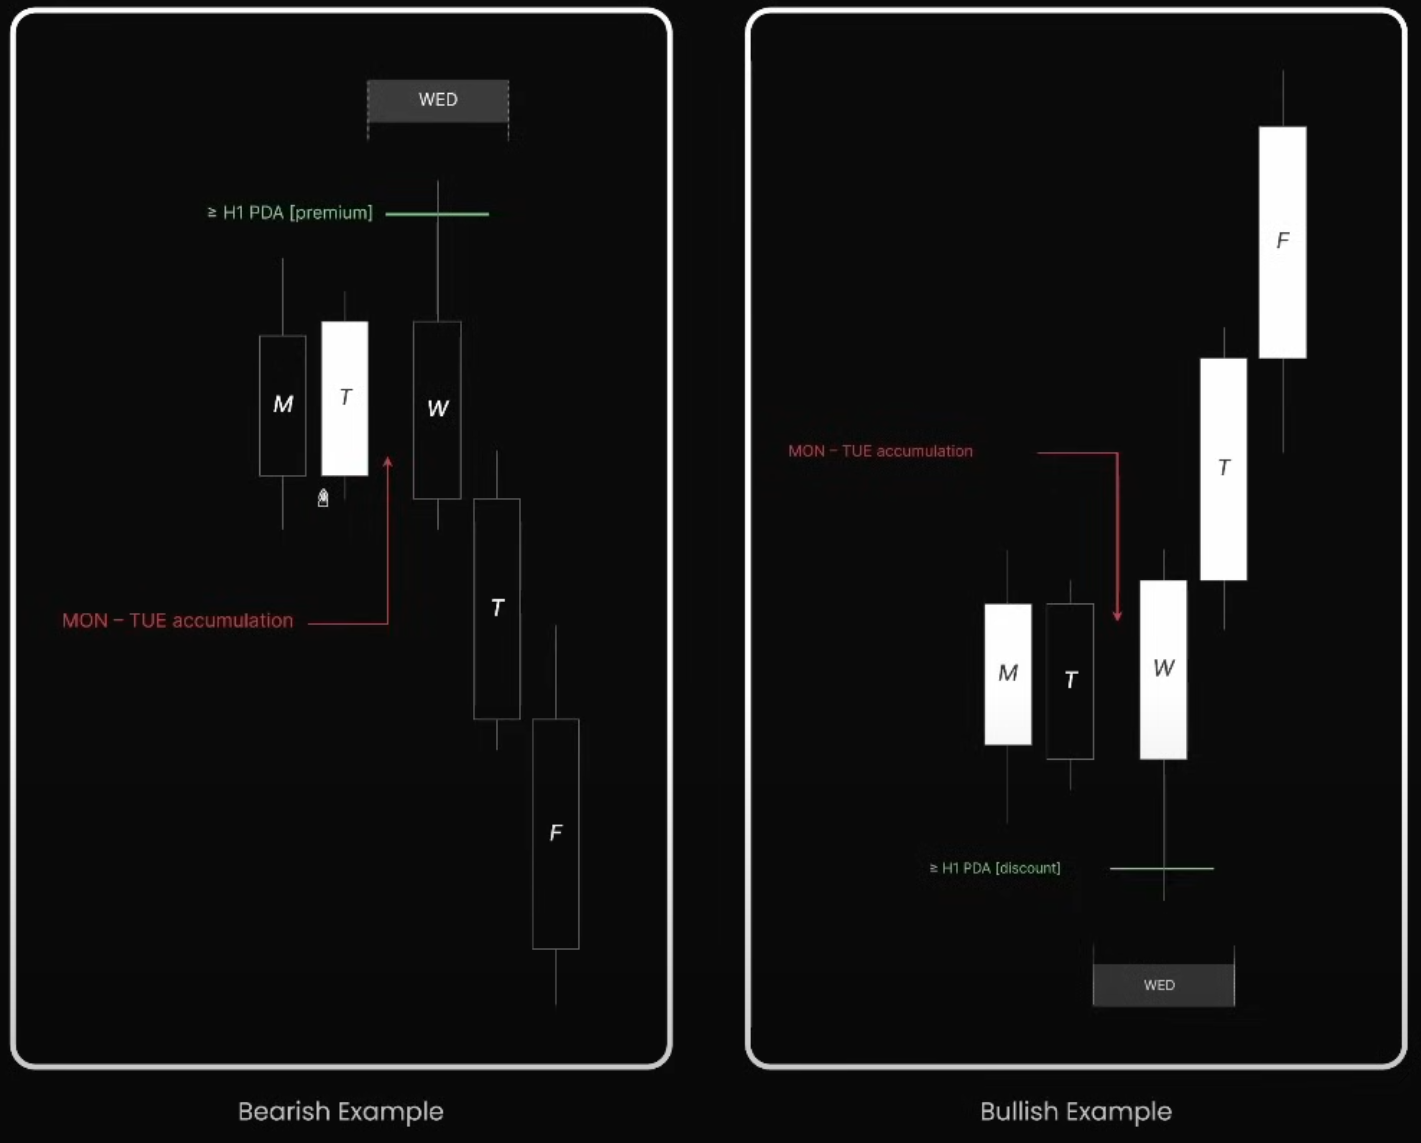 WED
≥ H1 PDA [premium]
M
T
W
MON – TUE accumulation
T
F
Bearish Example
F
MON – TUE accumulation
T
M
T
W
≥ H1 PDA [discount]
WED
Bullish Example